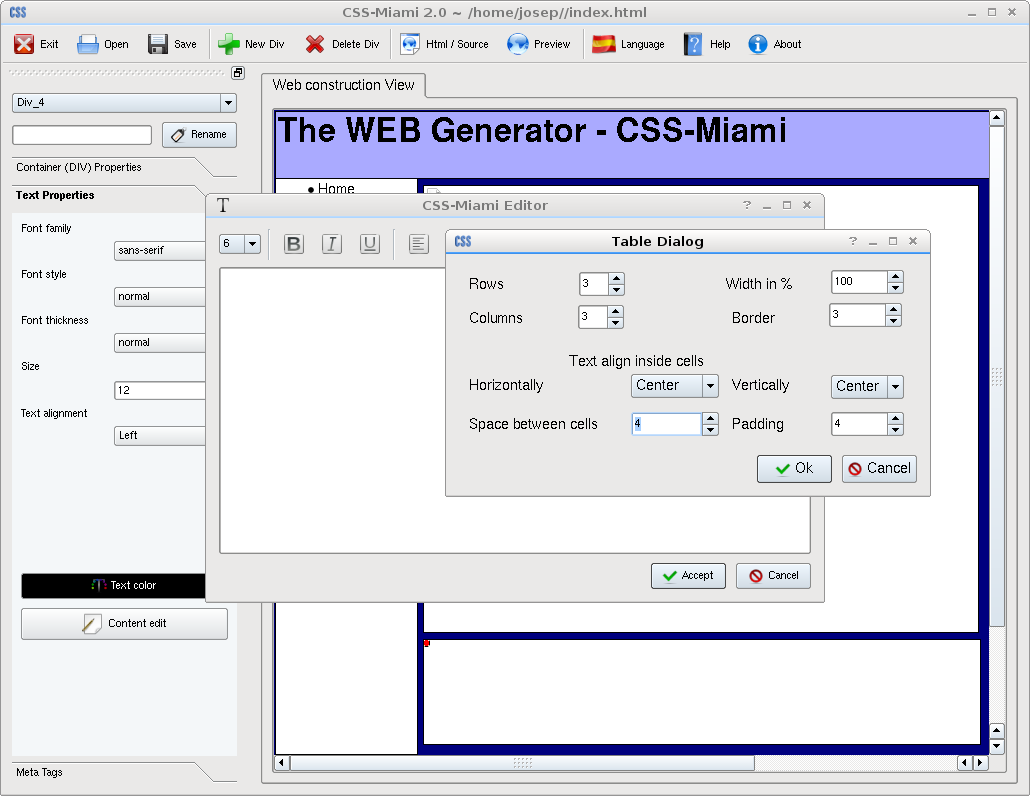 CSS CSS-Miami 2.0 ~ /home/josep//index.html
Exit Open Save New Div Delete Div Html / Source Preview Language Help About
Div_4
Rename
Container (DIV) Properties
Text Properties
Font family
sans-serif
Font style
normal
Font thickness
normal
Size
12
Text alignment
Left
Text color
Content edit
Meta Tags
Web construction View
The WEB Generator - CSS-Miami
Home
T CSS-Miami Editor
6 B I U
Accept Cancel
CSS Table Dialog
Rows 3 Width in % 100
Columns 3 Border 3
Text align inside cells
Horizontally Center Vertically Center
Space between cells 4 Padding 4
Ok Cancel